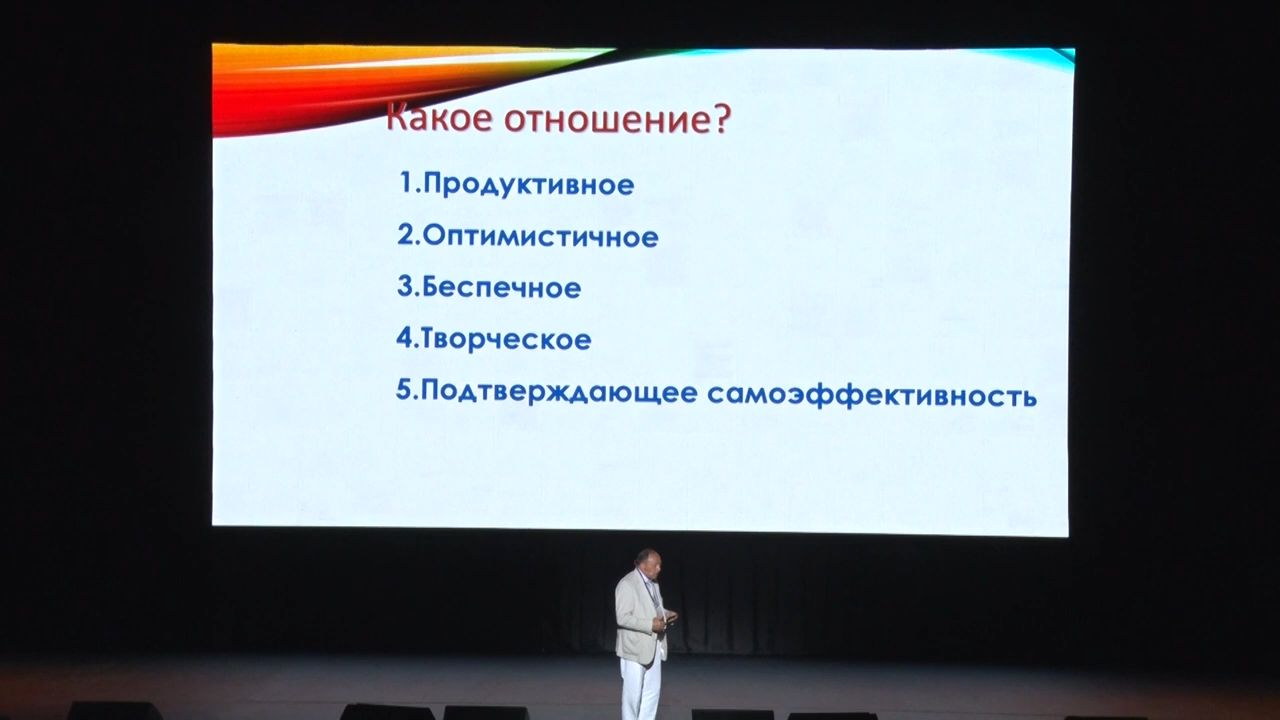 Какое отношение?
1.Продуктивное
2.Оптимистичное
3.Беспечное
4.Творческое
5.Подтверждающее самоэффективность